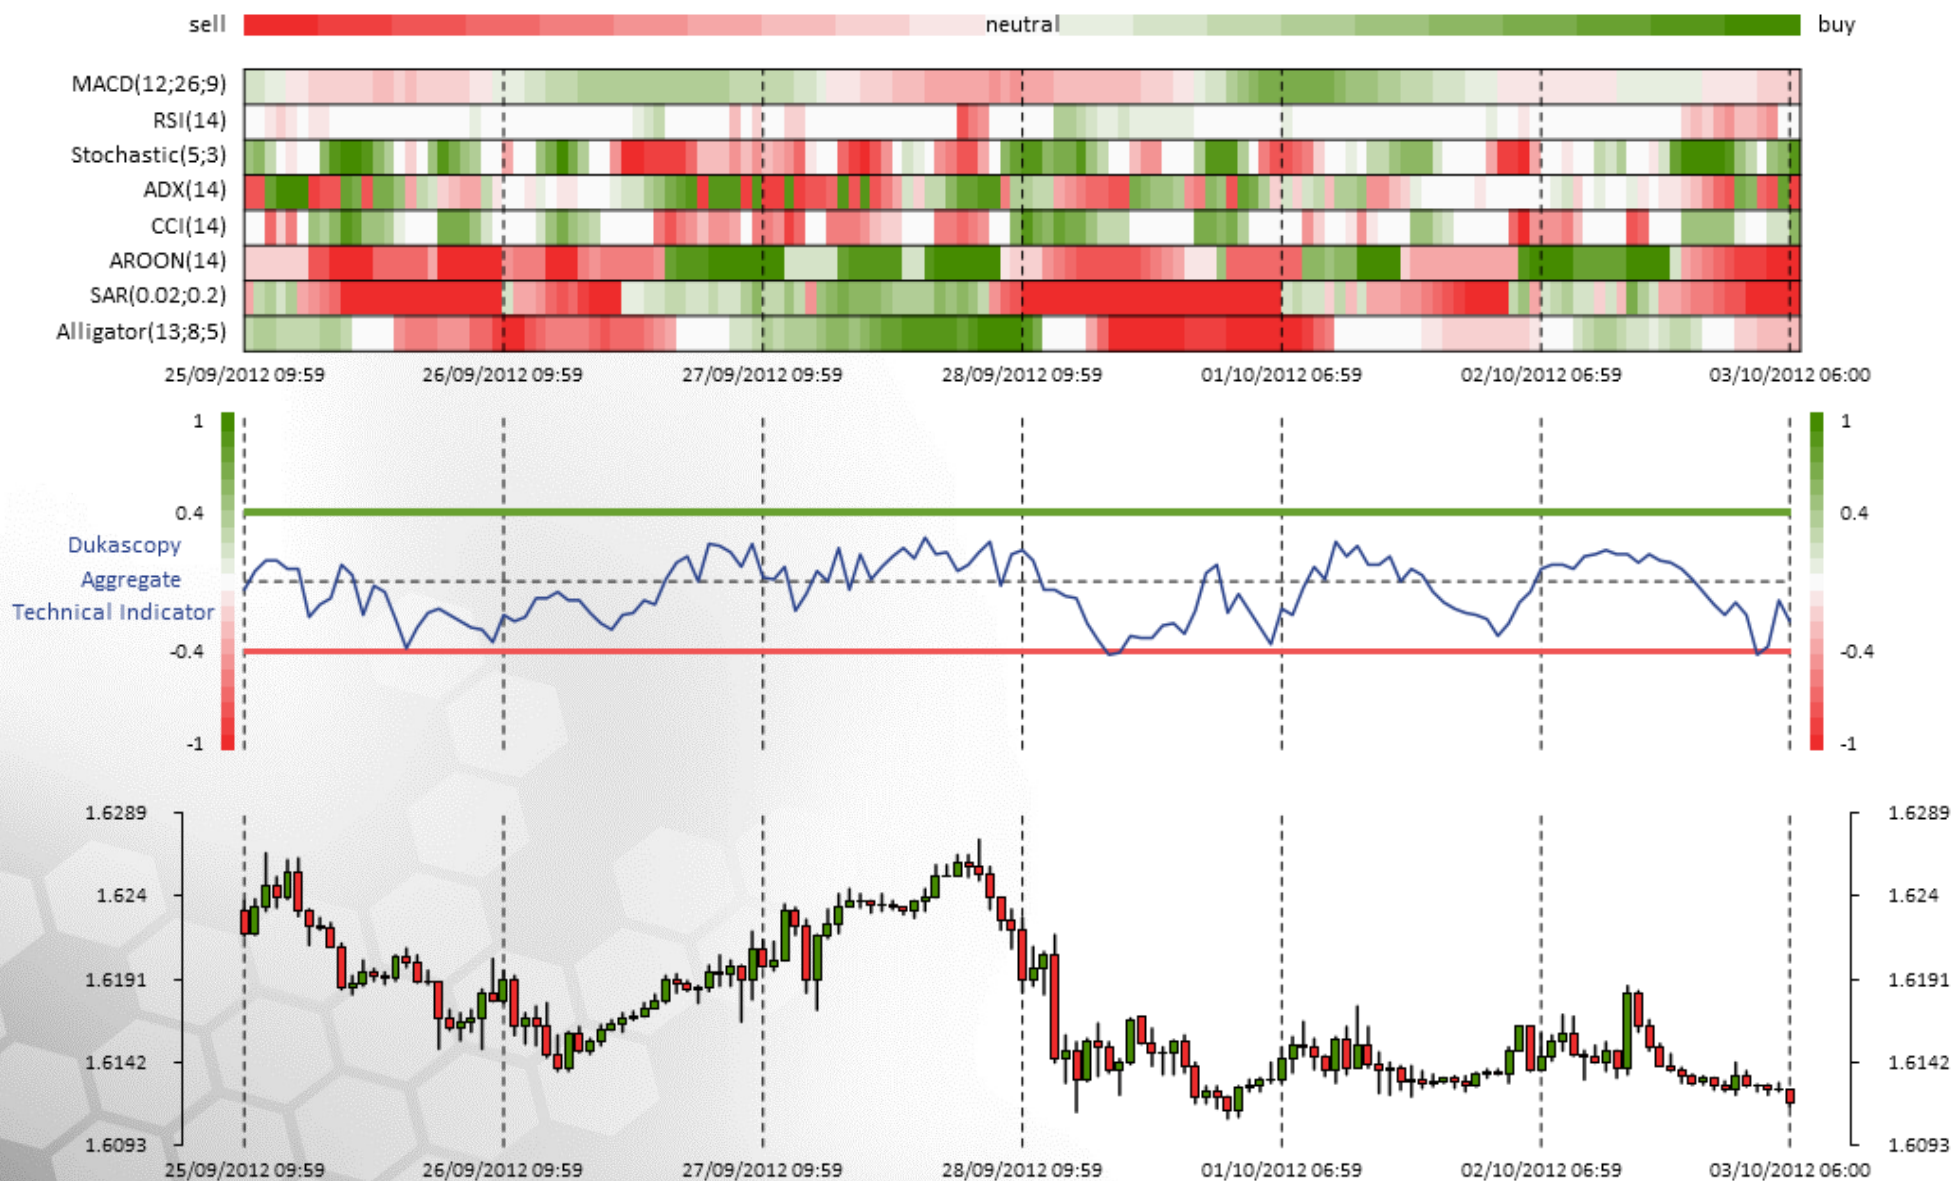 sell neutral buy
MACD(12;26;9)
RSI(14)
Stochastic(5;3)
ADX(14)
CCI(14)
AROON(14)
SAR(0.02;0.2)
Alligator(13;8;5)
25/09/2012 09:59 26/09/2012 09:59 27/09/2012 09:59 28/09/2012 09:59 01/10/2012 06:59 02/10/2012 06:59 03/10/2012 06:00
1 1
0.4 0.4
Dukascopy
Aggregate
Technical Indicator
-0.4 -0.4
-1 -1
1.6289 1.6289
1.624 1.624
1.6191 1.6191
1.6142 1.6142
1.6093 1.6093
25/09/2012 09:59 26/09/2012 09:59 27/09/2012 09:59 28/09/2012 09:59 01/10/2012 06:59 02/10/2012 06:59 03/10/2012 06:00